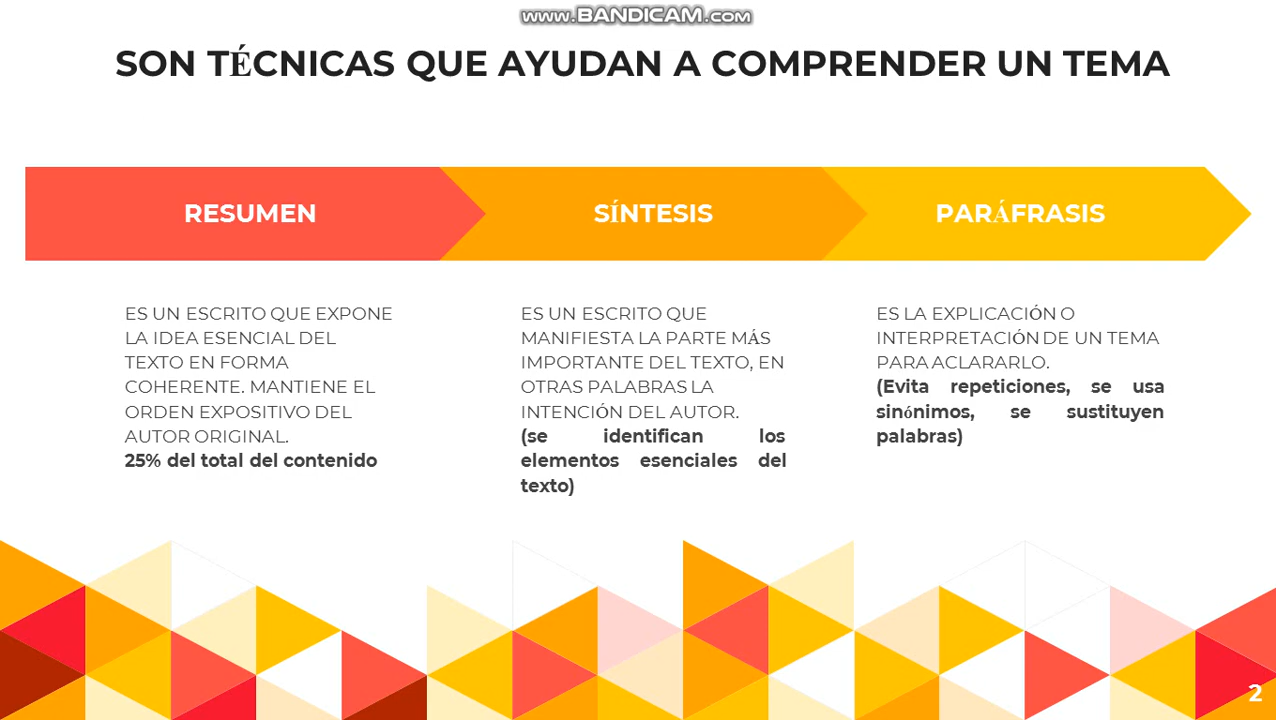 www.BANDICAM.com
SON TÉCNICAS QUE AYUDAN A COMPRENDER UN TEMA
RESUMEN
SÍNTESIS
PARÁFRASIS
ES UN ESCRITO QUE EXPONE
LA IDEA ESENCIAL DEL
TEXTO EN FORMA
COHERENTE. MANTIENE EL
ORDEN EXPOSITIVO DEL
AUTOR ORIGINAL.
25% del total del contenido
ES UN ESCRITO QUE
MANIFIESTA LA PARTE MÁS
IMPORTANTE DEL TEXTO, EN
OTRAS PALABRAS LA
INTENCIÓN DEL AUTOR.
(se identifican los
elementos esenciales del
texto)
ES LA EXPLICACIÓN O
INTERPRETACIÓN DE UN TEMA
PARA ACLARARLO.
(Evita repeticiones, se usa
sinónimos, se sustituyen
palabras)
2